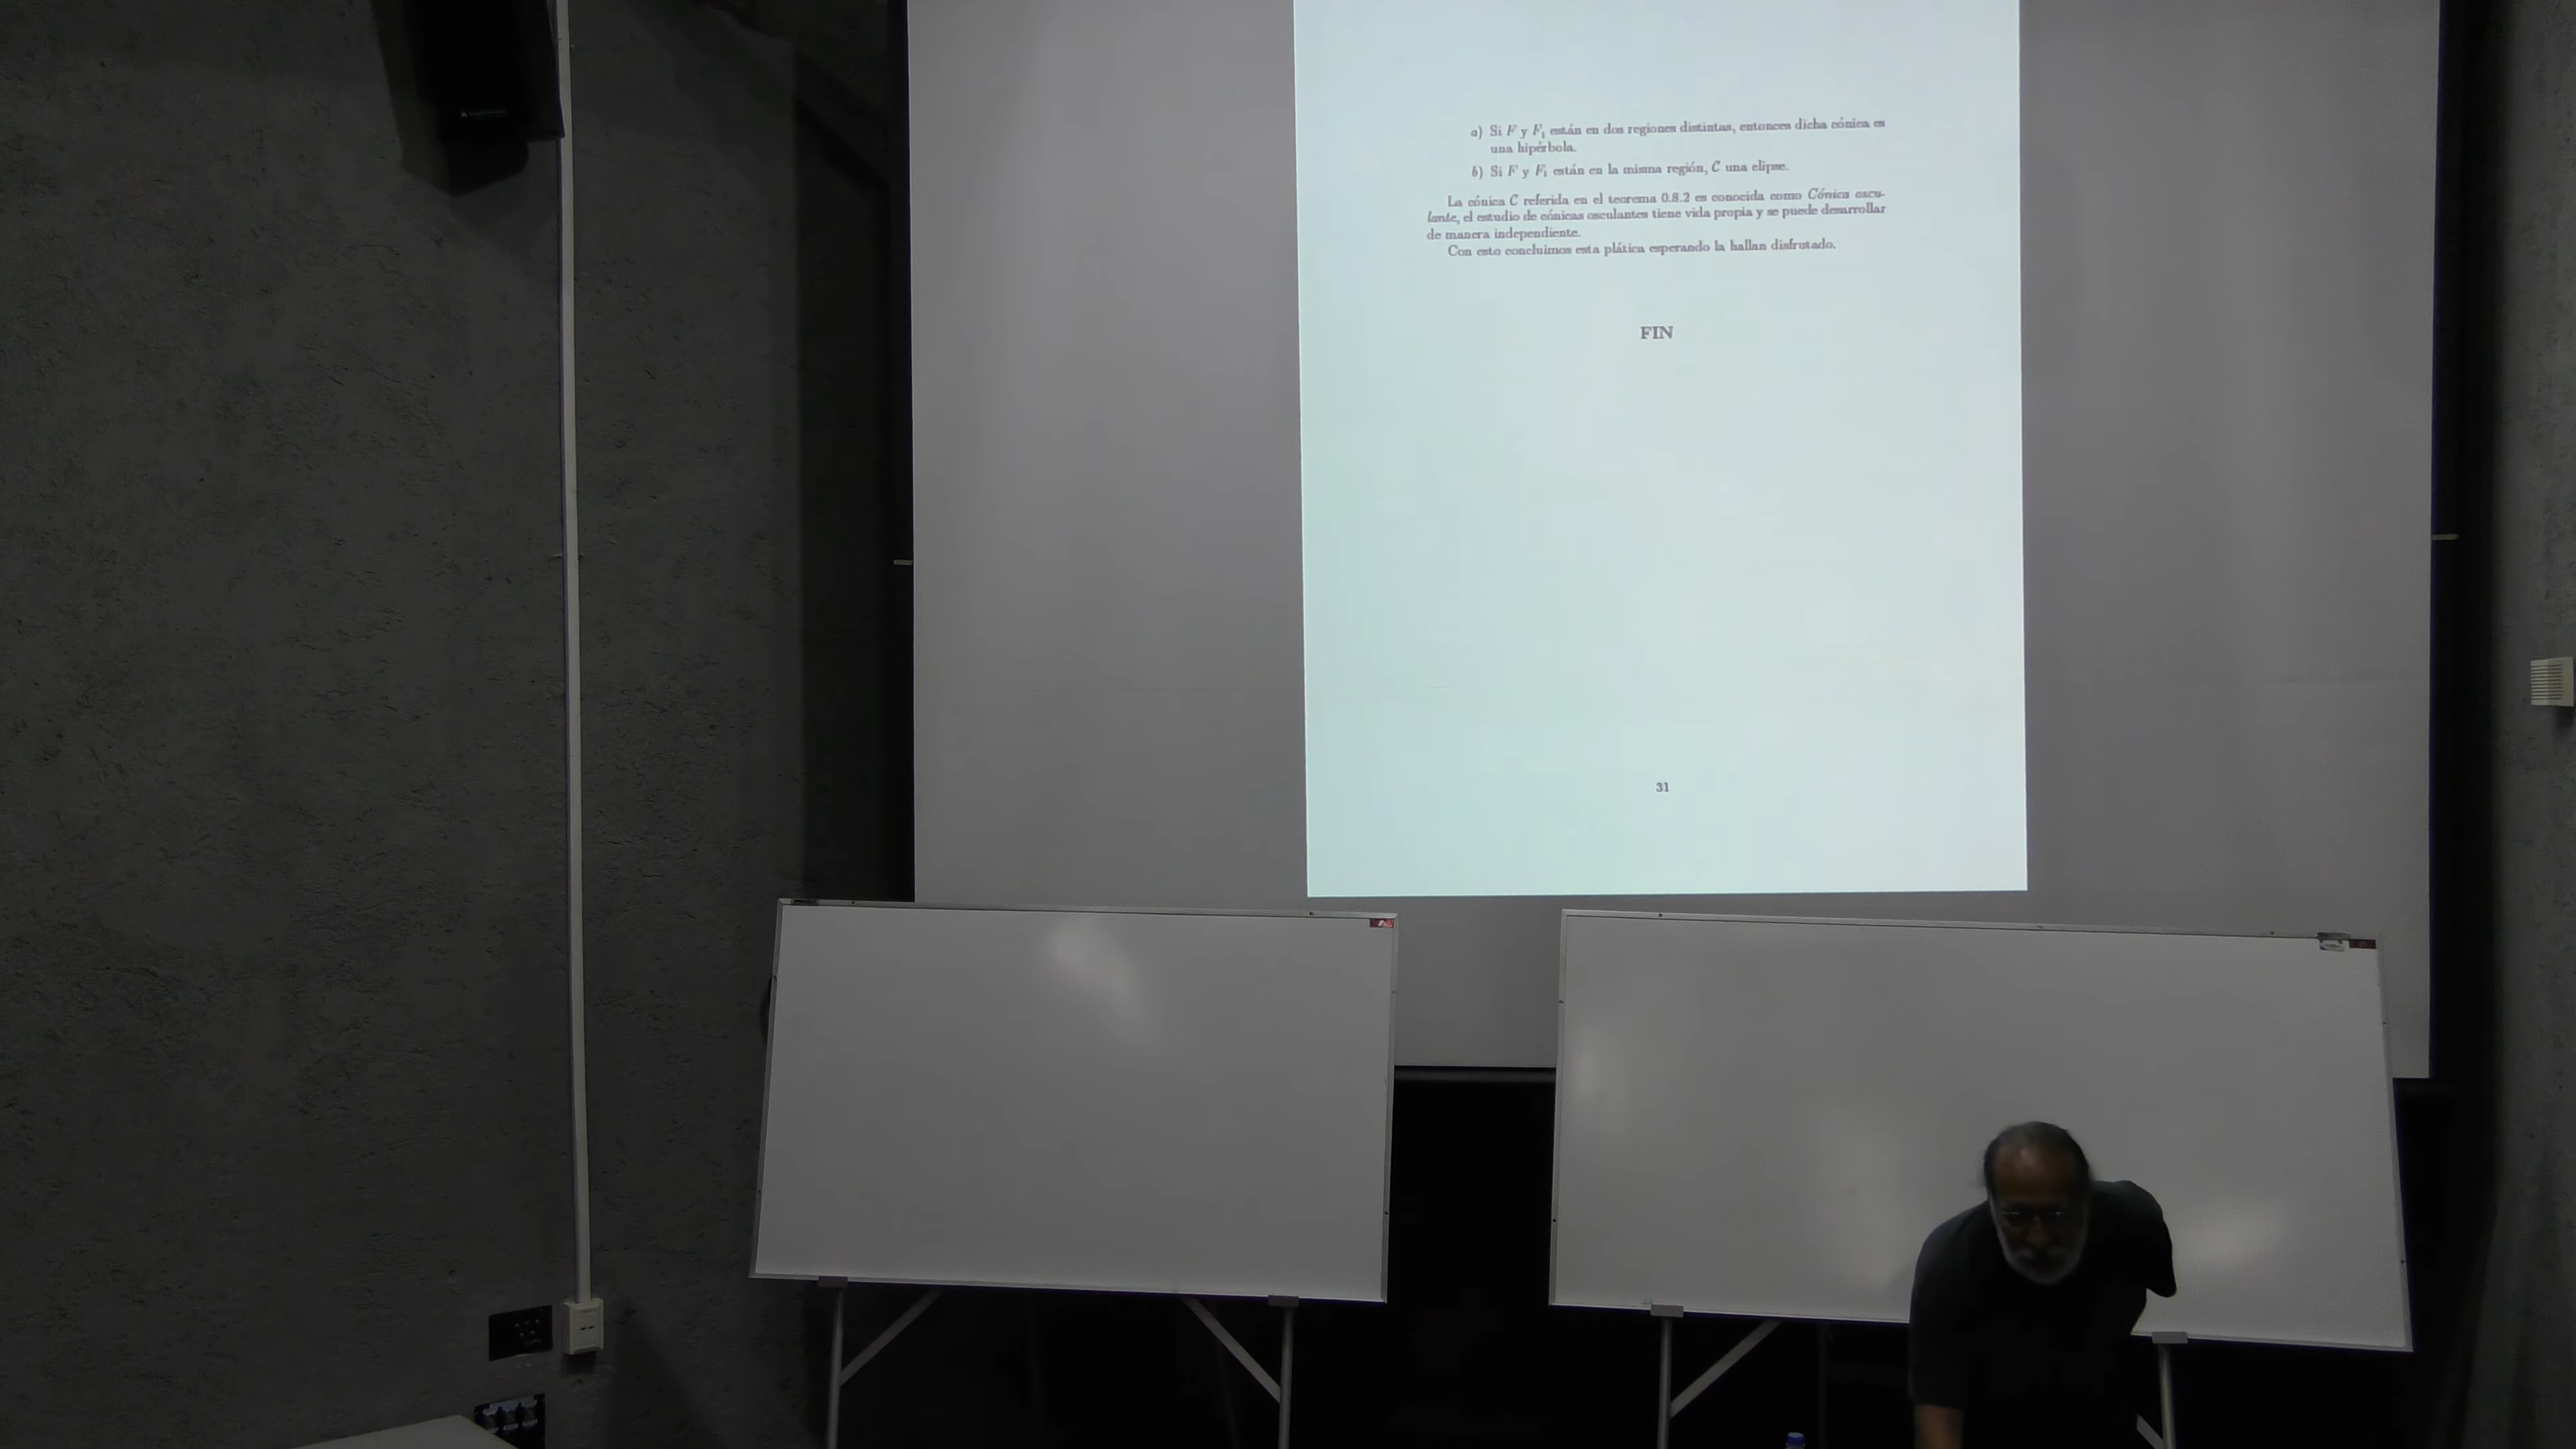 a) Si F y F₁ están en dos regiones distintas, entonces dicha cónica es
una hipérbola.
b) Si F y F₁ están en la misma región, C una elipse.
La cónica C referida en el teorema 0.8.2 es conocida como Cónica oscu-
lante, el estudio de cónicas osculantes tiene vida propia y se puede desarrollar
de manera independiente.
Con esto concluimos esta plática esperando la hallan disfrutado.
FIN
31